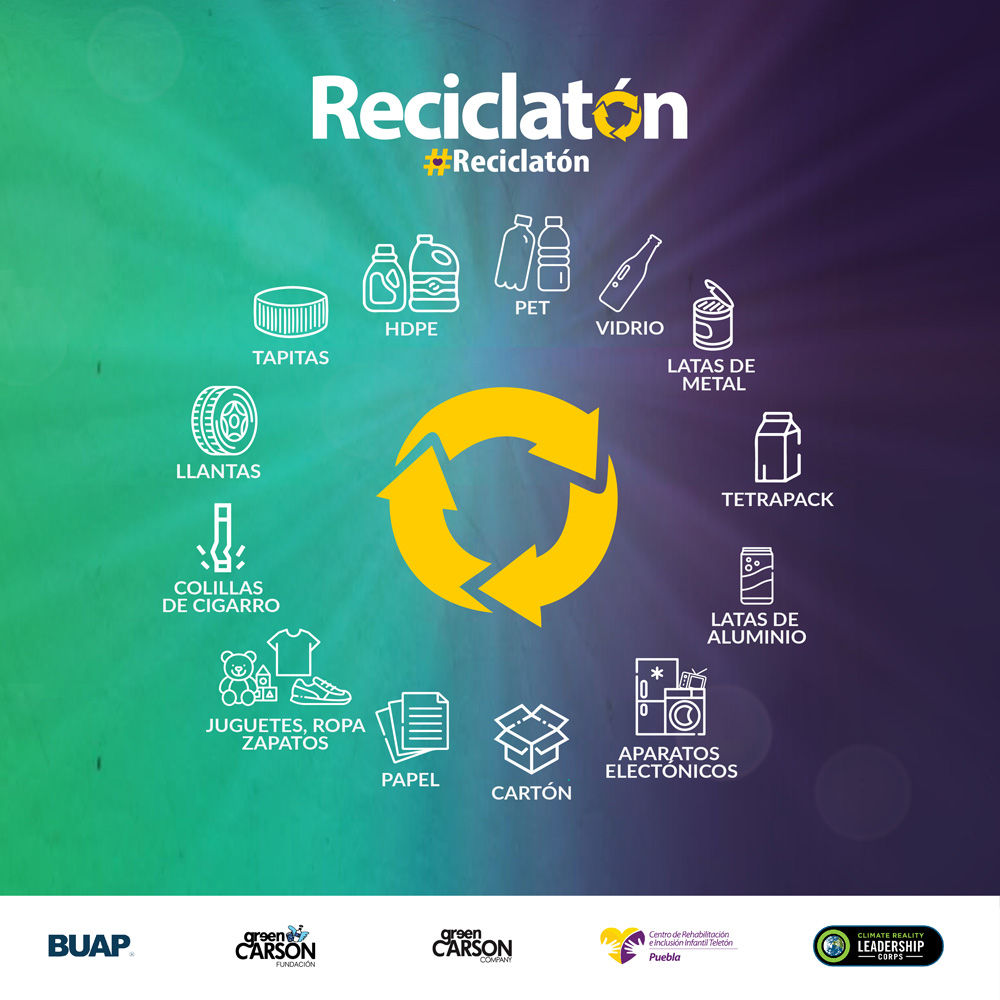 Reciclatón
#Reciclatón
PET
HDPE
VIDRIO
TAPITAS
LATAS DE
METAL
LLANTAS
TETRAPACK
COLILLAS
DE CIGARRO
LATAS DE
ALUMINIO
JUGUETES, ROPA
ZAPATOS
PAPEL
CARTÓN
APARATOS
ELECTÓNICOS
BUAP
green
CARSON
FUNDACIÓN
green
CARSON
COMPANY
Centro de Rehabilitación
e Inclusión Infantil Teletón
Puebla
CLIMATE REALITY
LEADERSHIP
CORPS